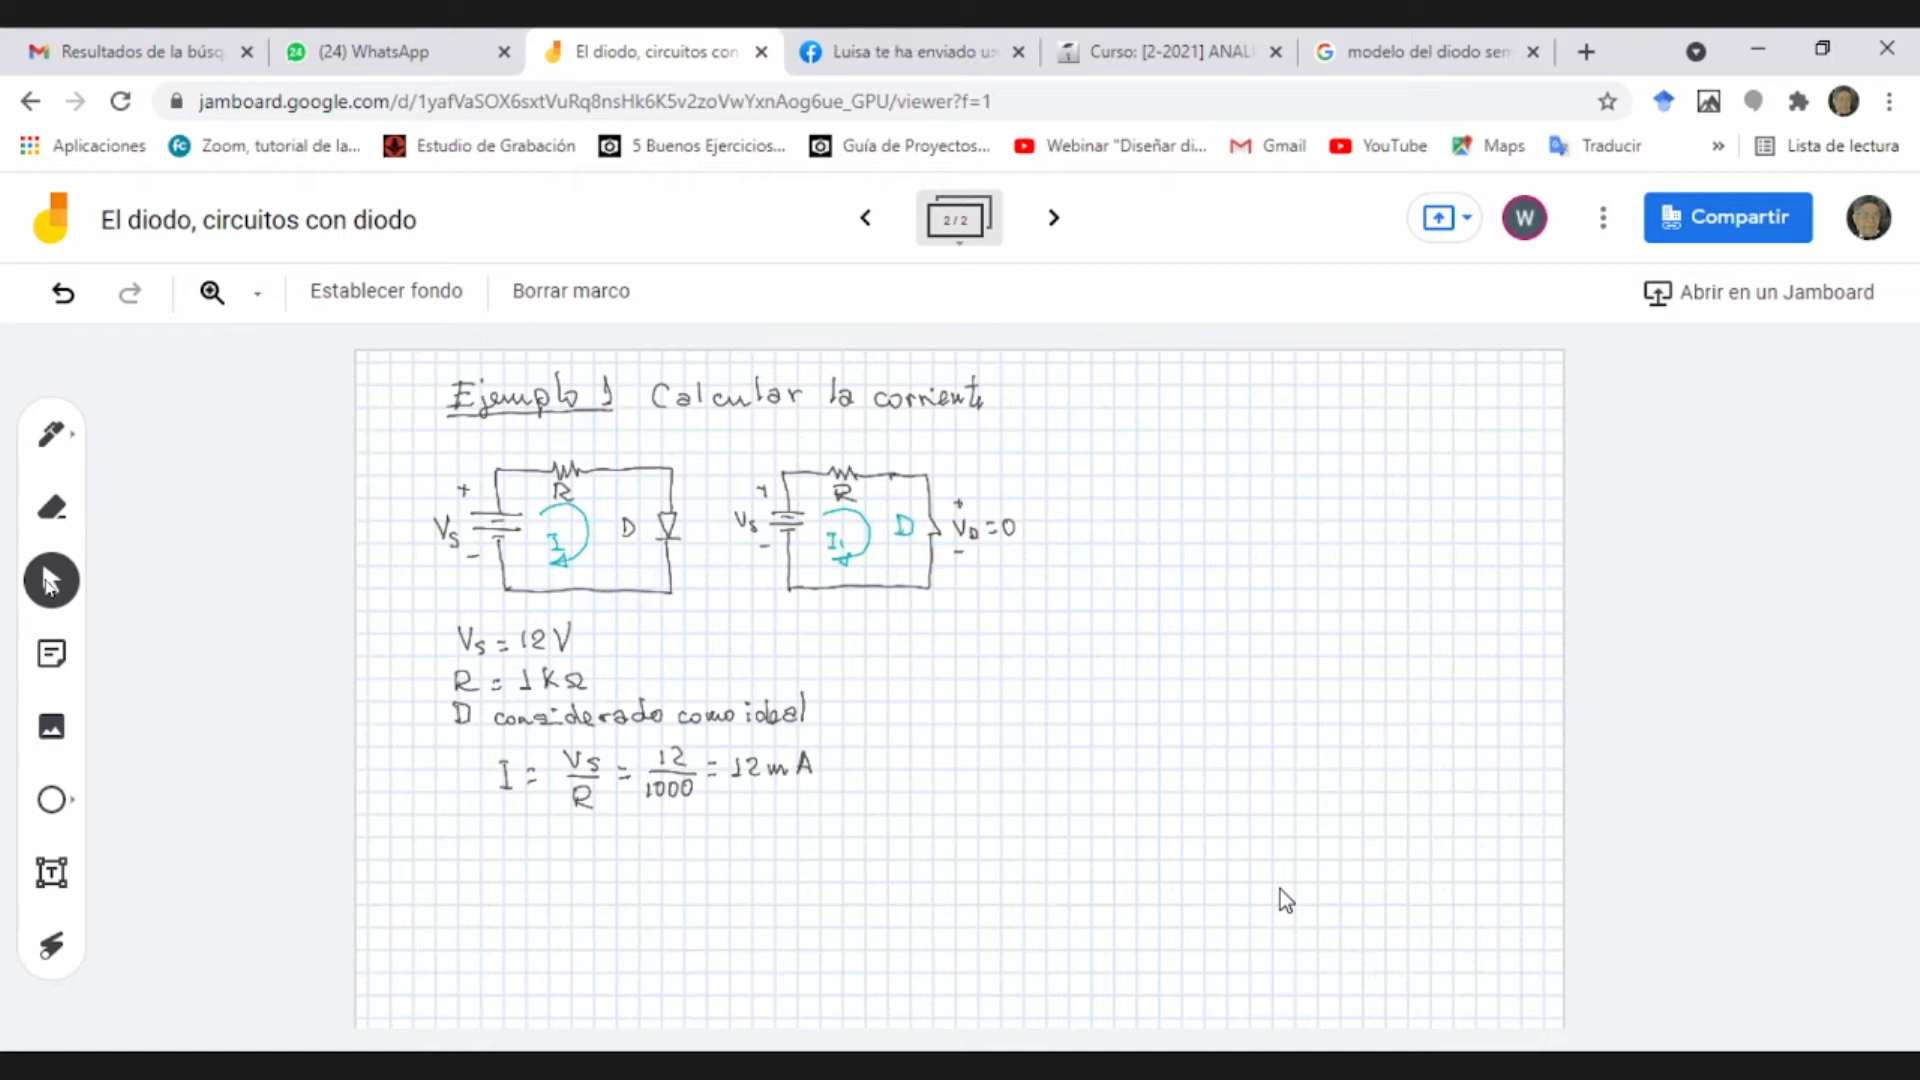 Resultados de la búsq
(24) WhatsApp
El diodo, circuitos con
Luisa te ha enviado u
Curso: [2-2021] ANAL
modelo del diodo sem
jamboard.google.com/d/1yafVaSOX6sxtVuRq8nsHk6K5v2zoVwYxnAog6ue_GPU/viewer?f=1
Aplicaciones
Zoom, tutorial de la...
Estudio de Grabación
5 Buenos Ejercicios...
Guía de Proyectos...
Webinar "Diseñar di...
Gmail
YouTube
Maps
Traducir
»
Lista de lectura
El diodo, circuitos con diodo
2 / 2
W
Compartir
Establecer fondo
Borrar marco
Abrir en un Jamboard
Ejemplo 1 Calcular la corriente
+ R
Vs I D
-
+ R +
Vs I1 D VD=0
- -
Vs = 12 V
R = 1 KΩ
D considerado como ideal
I = Vs/R = 12/1000 = 12 mA